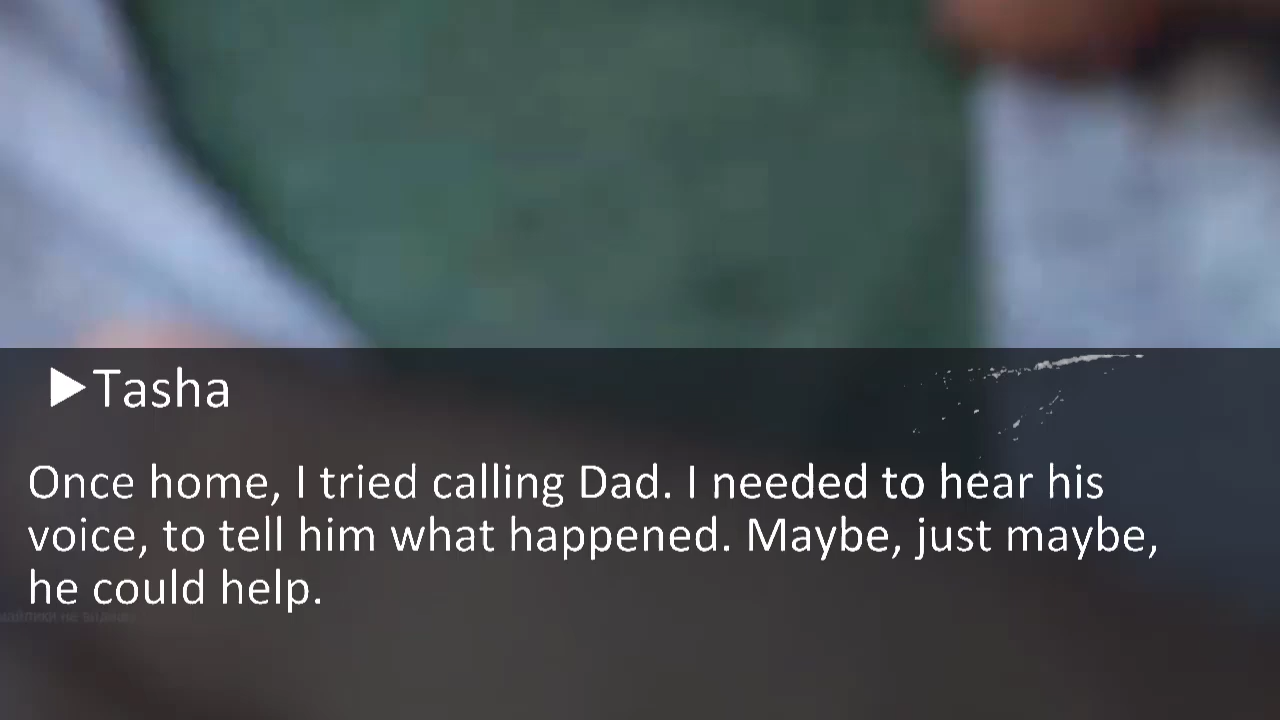 ▶Tasha
Once home, I tried calling Dad. I needed to hear his
voice, to tell him what happened. Maybe, just maybe,
he could help.